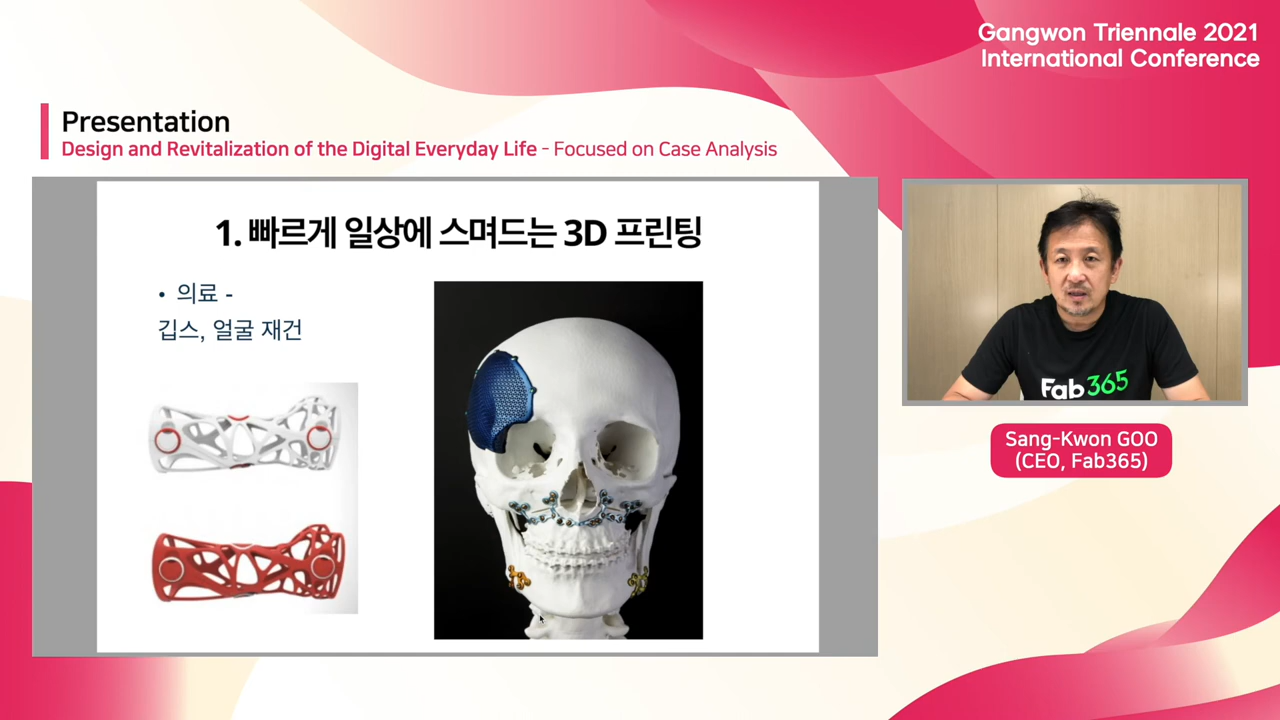 Gangwon Triennale 2021
International Conference
Presentation
Design and Revitalization of the Digital Everyday Life - Focused on Case Analysis
1. 빠르게 일상에 스며드는 3D 프린팅
• 의료 -
깁스, 얼굴 재건
Fab365
Sang-Kwon GOO
(CEO, Fab365)